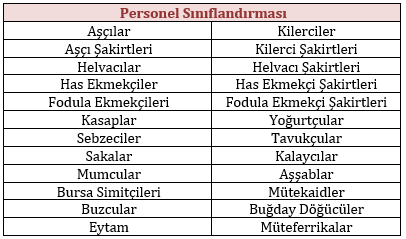 Personel Sınıflandırması
Aşçılar Kilerciler
Aşçı Şakirtleri Kilerci Şakirtleri
Helvacılar Helvacı Şakirtleri
Has Ekmekçiler Has Ekmekçi Şakirtleri
Fodula Ekmekçileri Fodula Ekmekçi Şakirtleri
Kasaplar Yoğurtçular
Sebzeciler Tavukçular
Sakalar Kalaycılar
Mumcular Aşşablar
Bursa Simitçileri Mütekaidler
Buzcular Buğday Döğücüler
Eytam Müteferrikalar